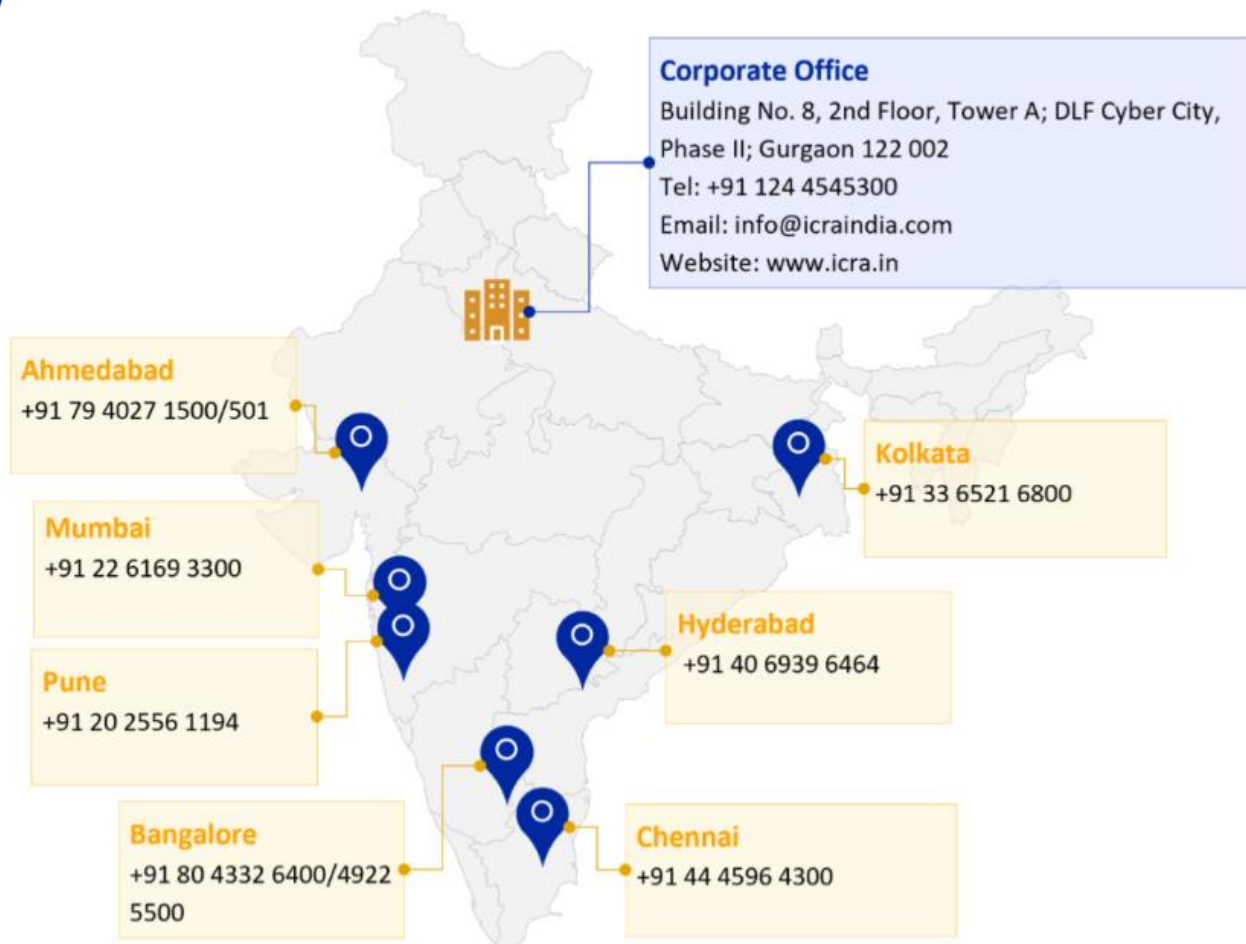 Corporate Office
Building No. 8, 2nd Floor, Tower A; DLF Cyber City,
Phase II; Gurgaon 122 002
Tel: +91 124 4545300
Email: info@icraindia.com
Website: www.icra.in
Ahmedabad
+91 79 4027 1500/501
Kolkata
+91 33 6521 6800
Mumbai
+91 22 6169 3300
Hyderabad
+91 40 6939 6464
Pune
+91 20 2556 1194
Bangalore
+91 80 4332 6400/4922
5500
Chennai
+91 44 4596 4300